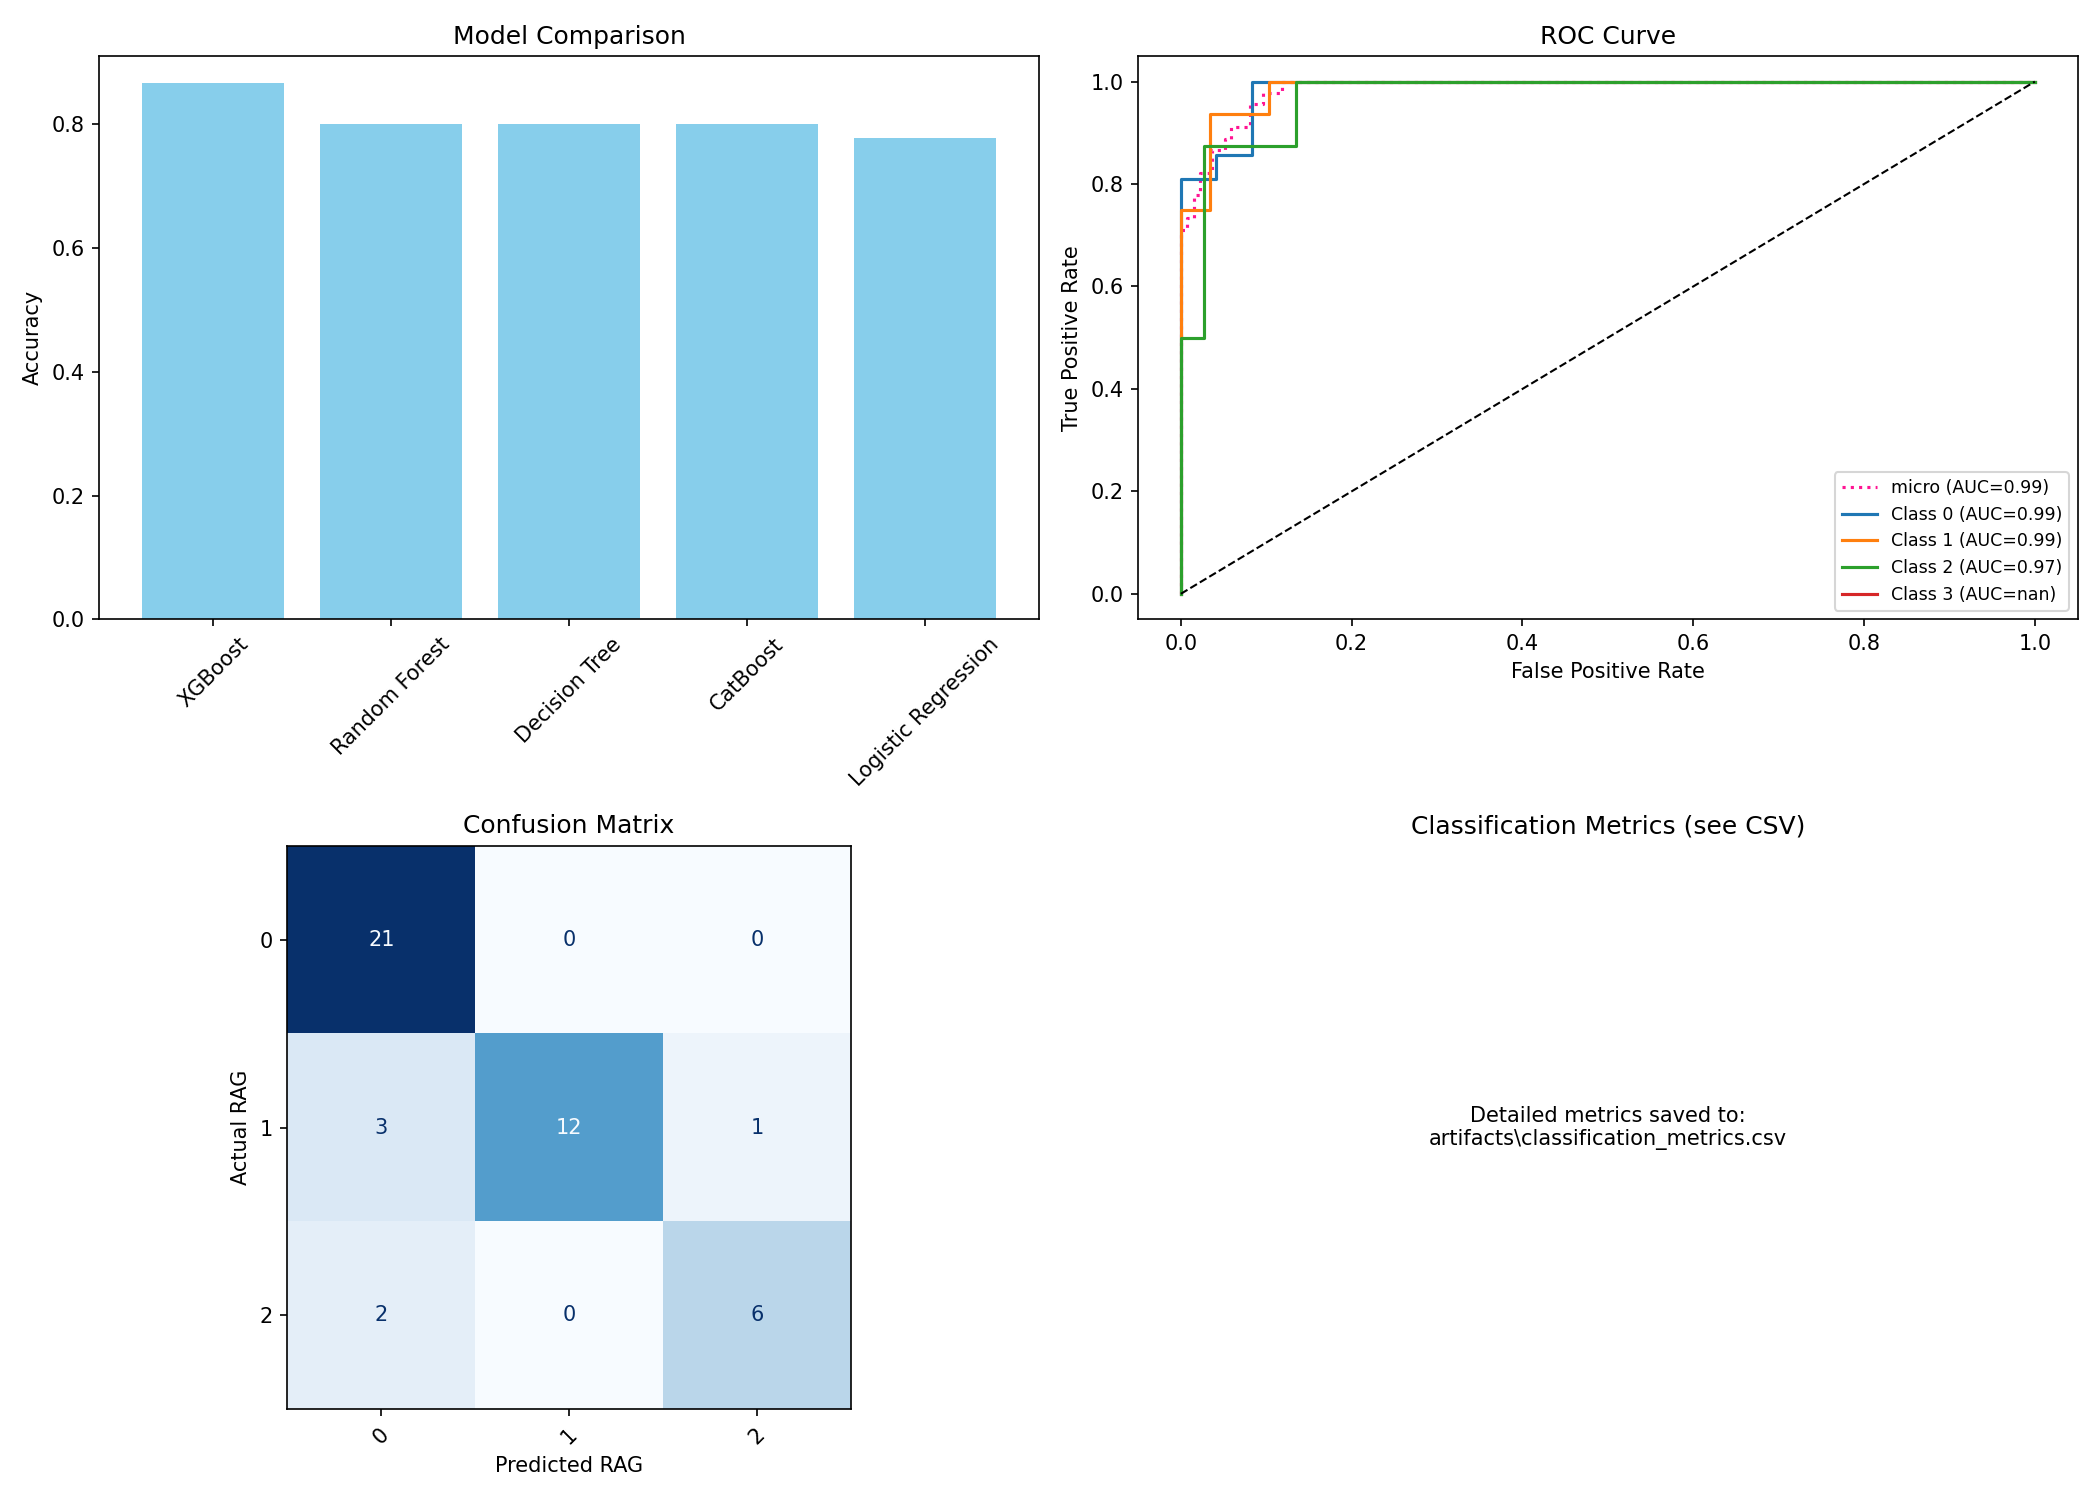 Model Comparison
Accuracy
0.8
0.6
0.4
0.2
0.0
XGBoost
Random Forest
Decision Tree
CatBoost
Logistic Regression
ROC Curve
True Positive Rate
1.0
0.8
0.6
0.4
0.2
0.0
micro (AUC=0.99)
Class 0 (AUC=0.99)
Class 1 (AUC=0.99)
Class 2 (AUC=0.97)
Class 3 (AUC=nan)
0.0 0.2 0.4 0.6 0.8 1.0
False Positive Rate
Confusion Matrix
Actual RAG
0 21 0 0
1 3 12 1
2 2 0 6
0 1 2
Predicted RAG
Classification Metrics (see CSV)
Detailed metrics saved to:
artifacts\classification_metrics.csv